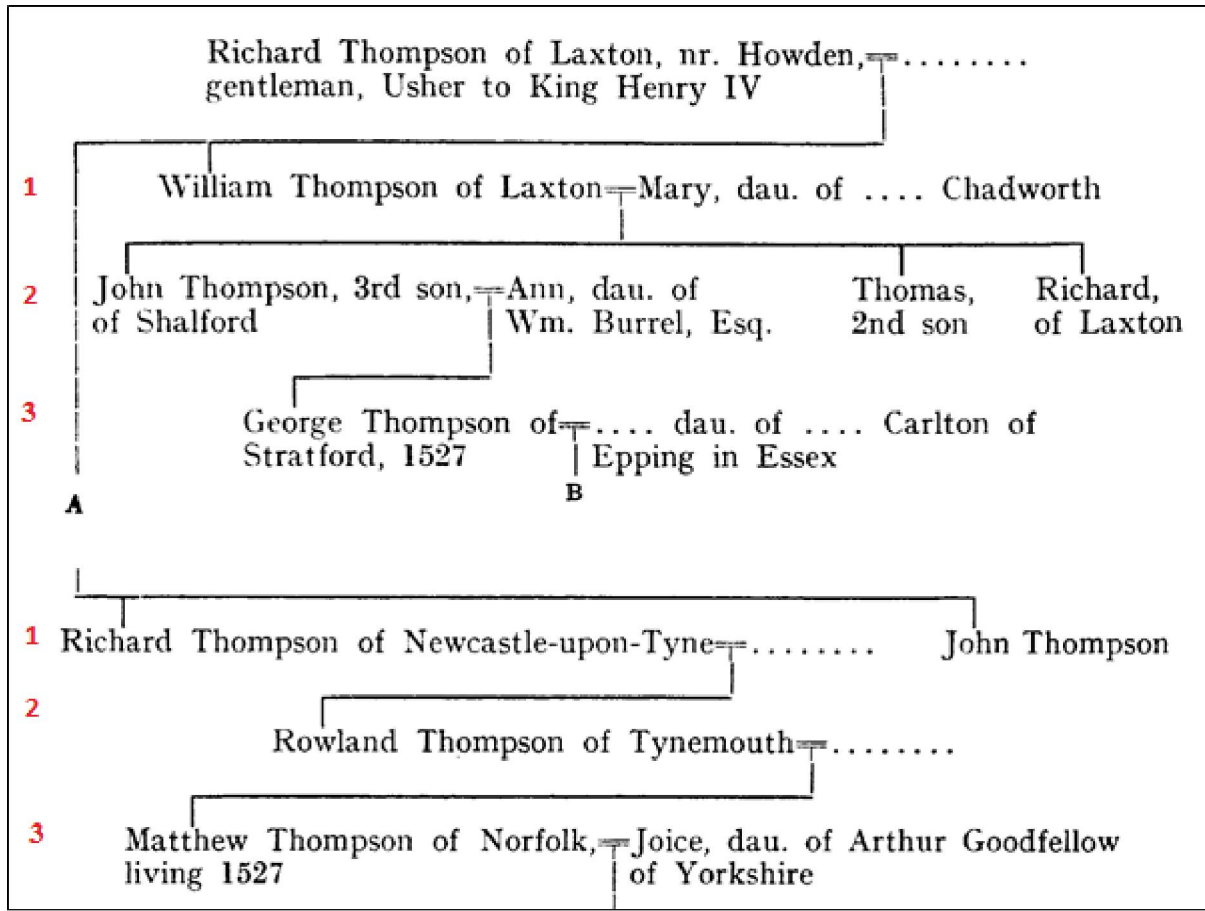 Richard Thompson of Laxton, nr. Howden, ........
gentleman, Usher to King Henry IV
1 William Thompson of Laxton Mary, dau. of .... Chadworth
2 John Thompson, 3rd son, Ann, dau. of Thomas, Richard,
of Shalford Wm. Burrel, Esq. 2nd son of Laxton
3 George Thompson of .... dau. of .... Carlton of
Stratford, 1527 Epping in Essex
A B
1 Richard Thompson of Newcastle-upon-Tyne ........ John Thompson
2
Rowland Thompson of Tynemouth ........
3 Matthew Thompson of Norfolk, Joice, dau. of Arthur Goodfellow
living 1527 of Yorkshire